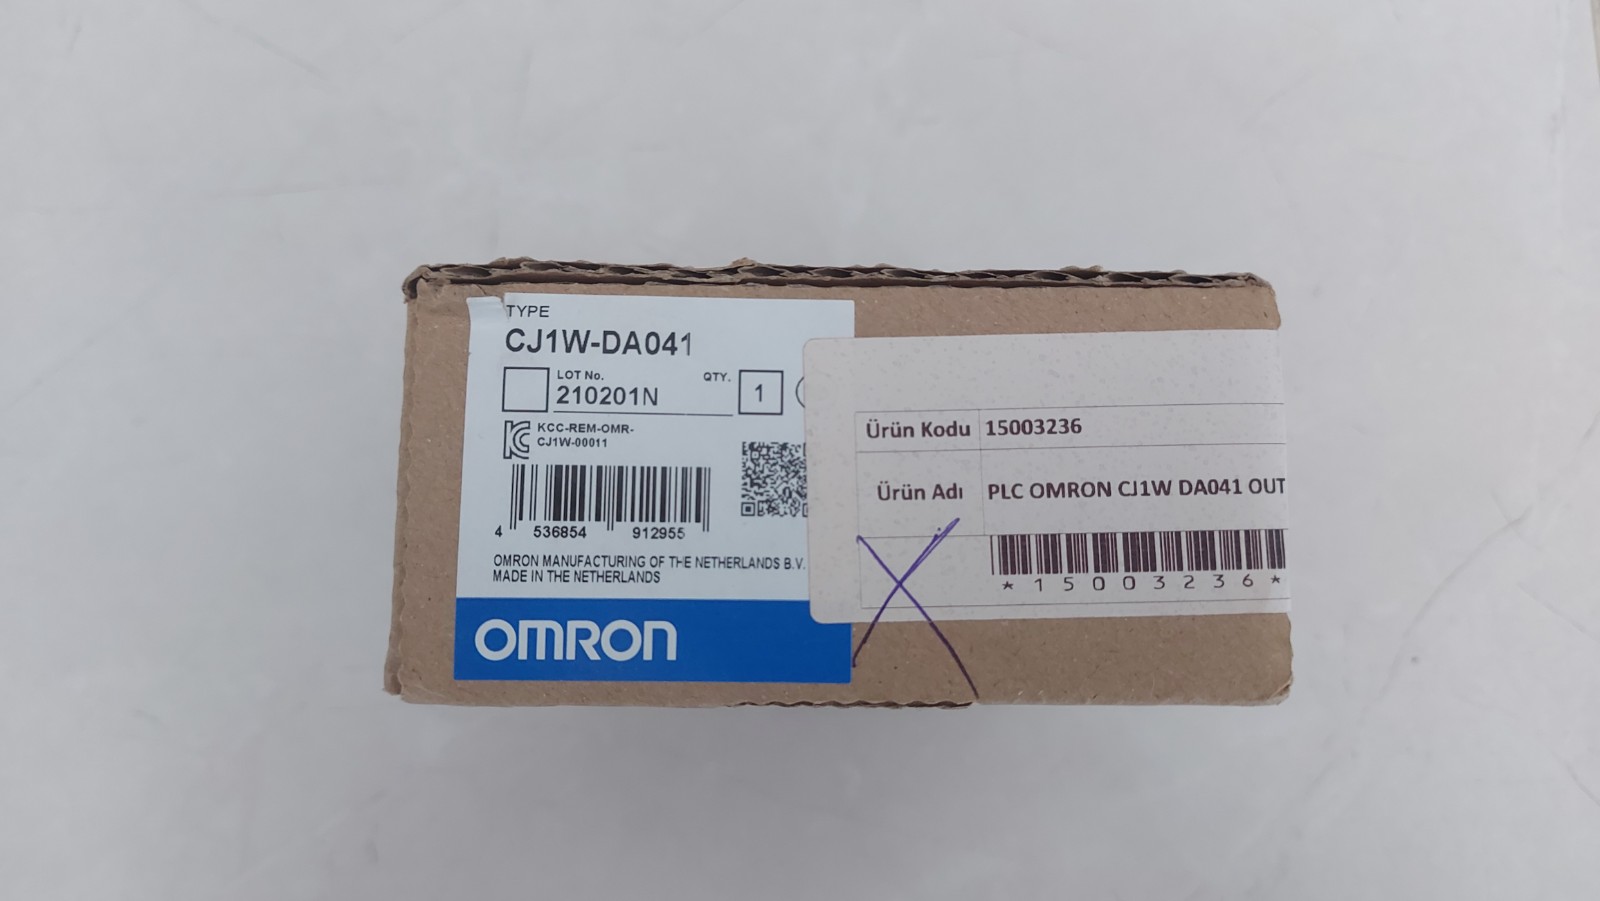 TYPE
CJ1W-DA041
LOT No.
210201N
QTY.
1
KCC-REM-OMR-
CJ1W-00011
4 536854 912955
OMRON MANUFACTURING OF THE NETHERLANDS B.V.
MADE IN THE NETHERLANDS
OMRON
Ürün Kodu 15003236
Ürün Adı PLC OMRON CJ1W DA041 OUT
*15003236*